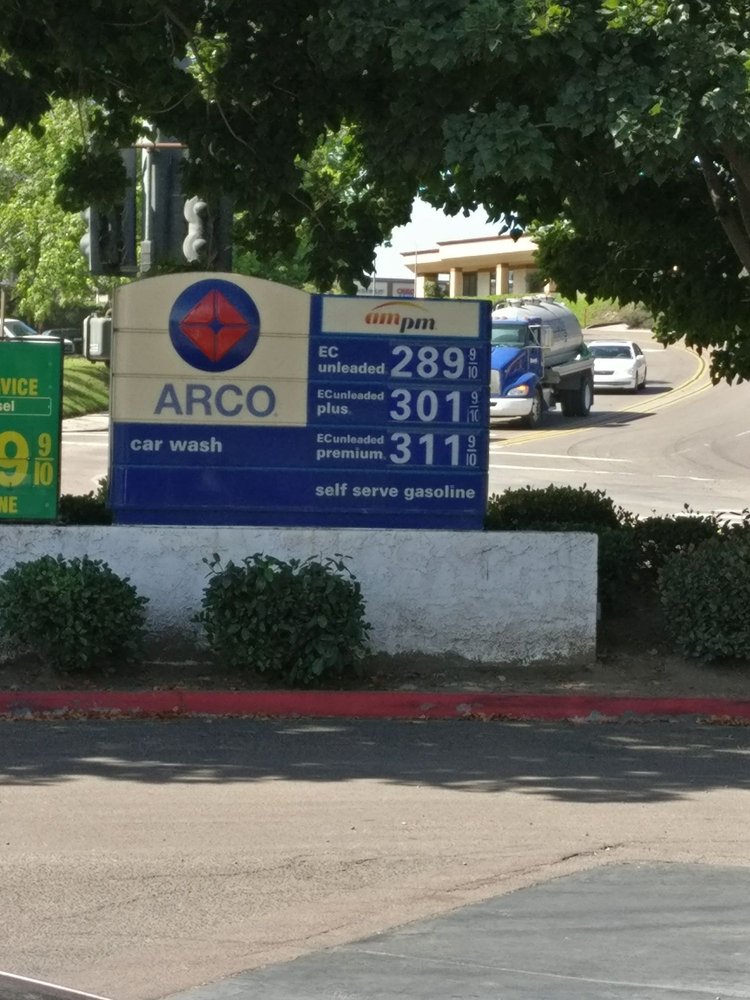 VICE
sel
9 9/10
NE
ampm
ARCO
EC
unleaded 289 9/10
ECunleaded
plus 301 9/10
ECunleaded
premium 311 9/10
car wash
self serve gasoline